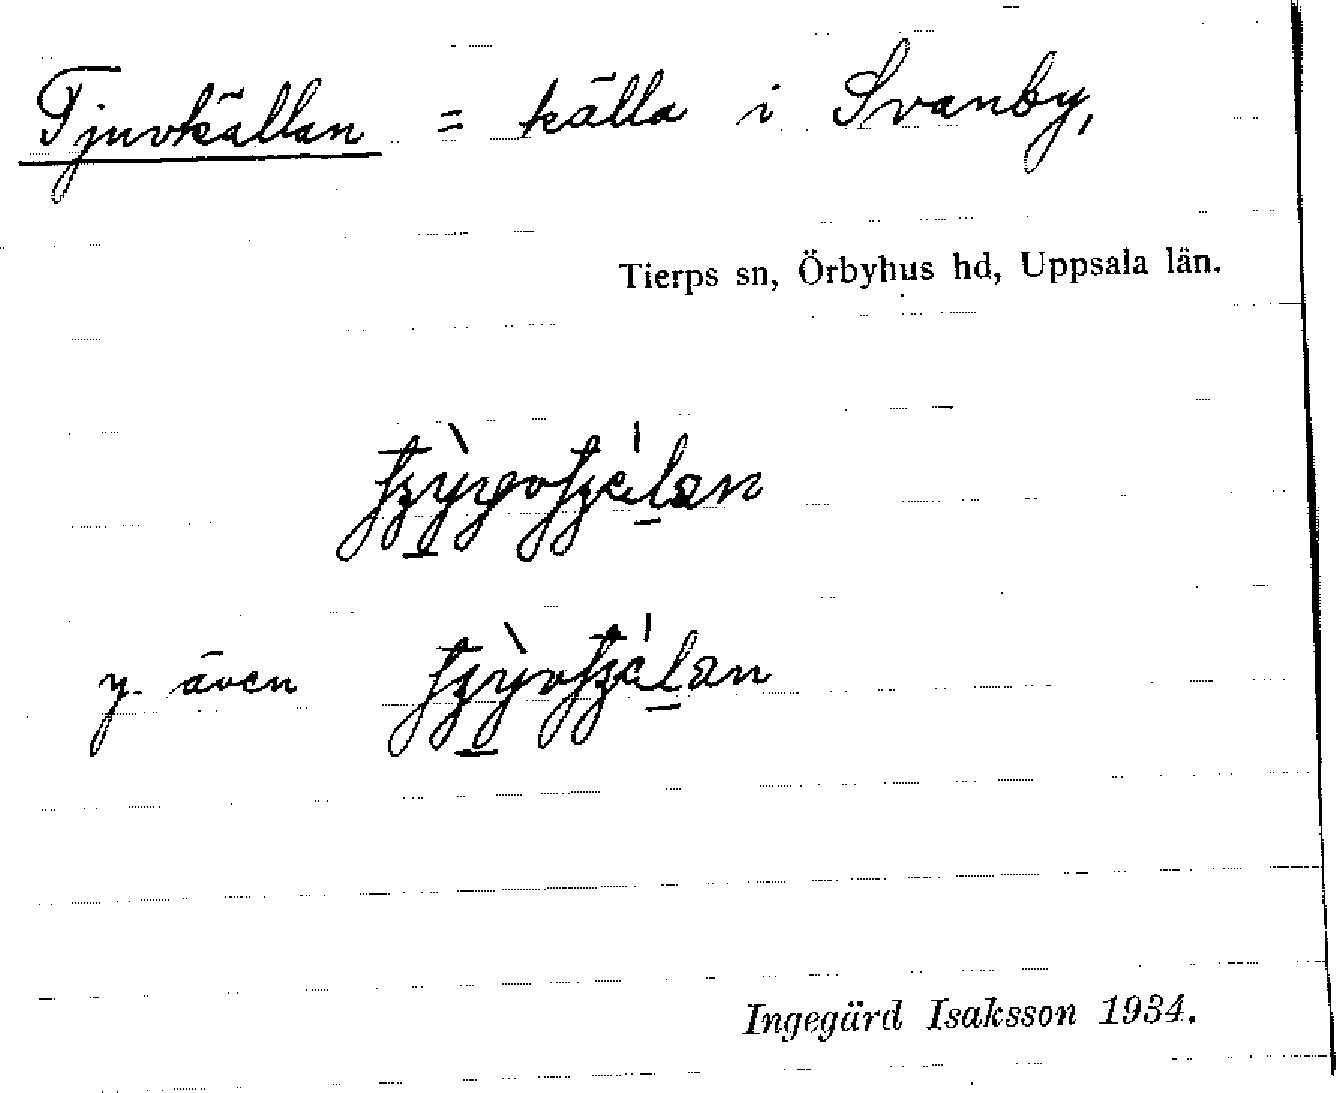 Tjuvkällan = källa i Svanby,
Tierps sn, Örbyhus hd, Uppsala län.
y. även
Ingegärd Isaksson 1934.